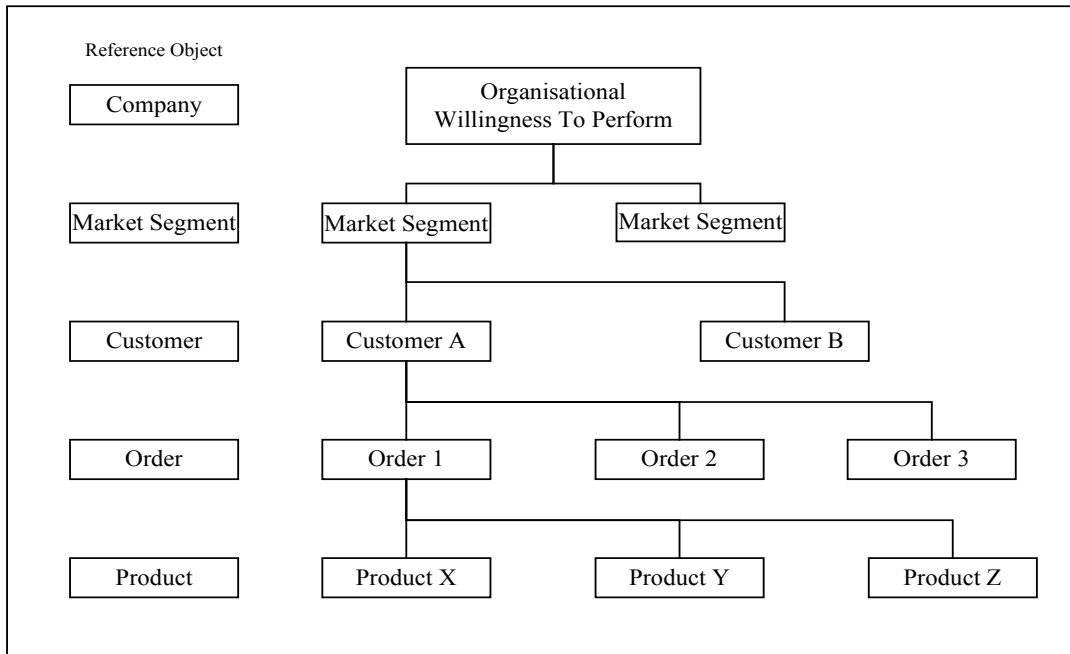 Reference Object
Company
Organisational
Willingness To Perform
Market Segment
Market Segment
Market Segment
Customer
Customer A
Customer B
Order
Order 1
Order 2
Order 3
Product
Product X
Product Y
Product Z